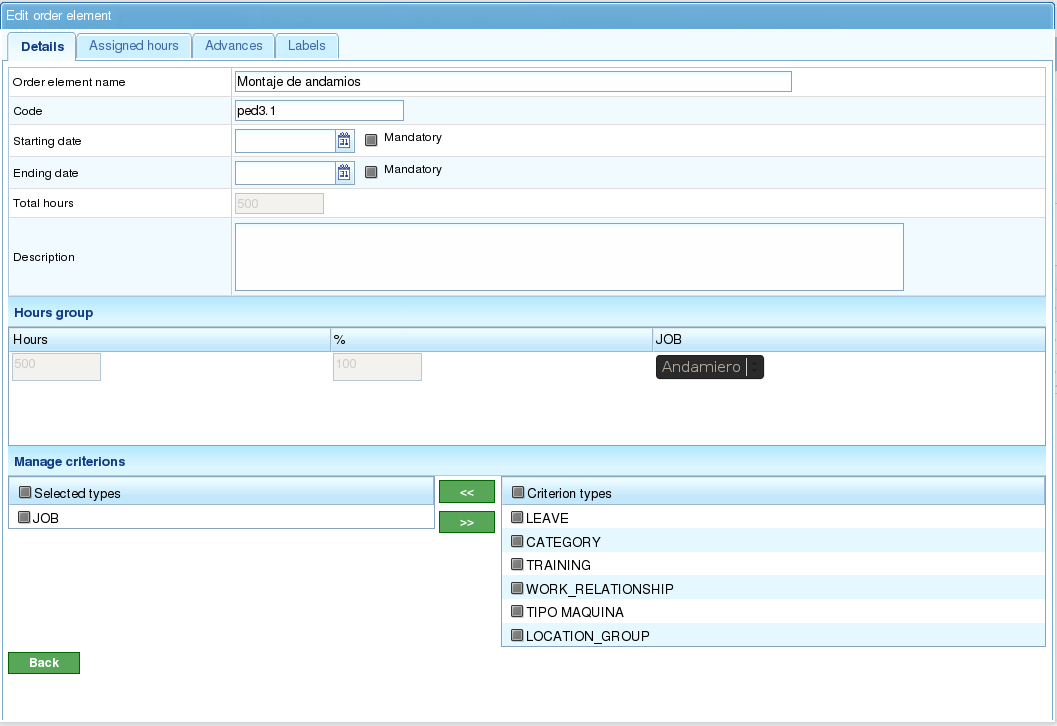 Edit order element
Details Assigned hours Advances Labels
Order element name Montaje de andamios
Code ped3.1
Starting date 31 Mandatory
Ending date 31 Mandatory
Total hours 500
Description
Hours group
Hours % JOB
500 100 Andamiero
Manage criterions
Selected types << Criterion types
JOB >> LEAVE
CATEGORY
TRAINING
WORK_RELATIONSHIP
TIPO MAQUINA
LOCATION_GROUP
Back